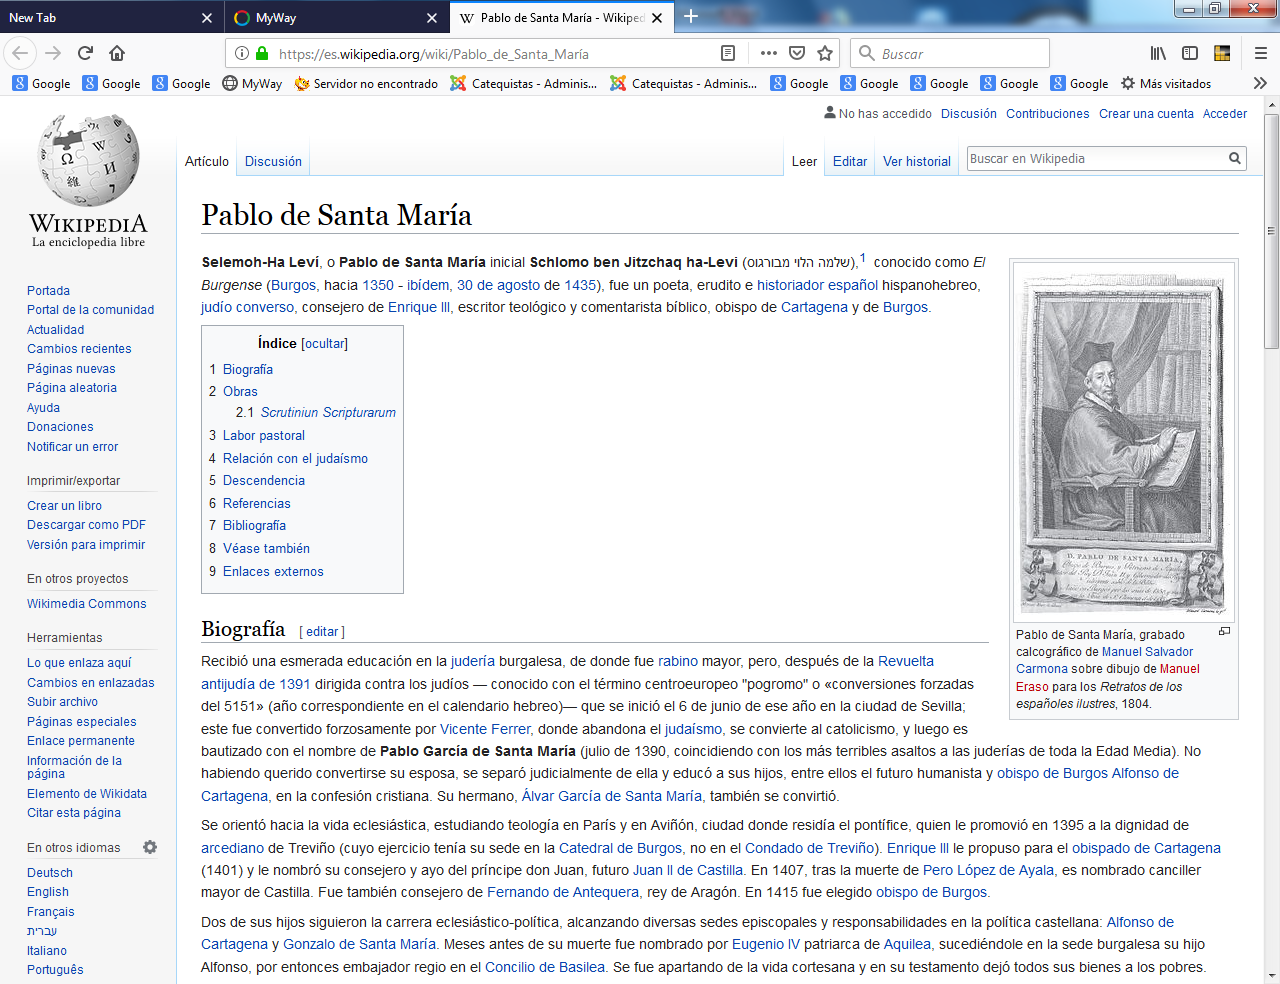 New Tab
MyWay
Pablo de Santa María - Wikiped
https://es.wikipedia.org/wiki/Pablo_de_Santa_María
Buscar
Google Google Google MyWay Servidor no encontrado Catequistas - Adminis... Catequistas - Adminis... Google Google Google Google Google Más visitados
No has accedido Discusión Contribuciones Crear una cuenta Acceder
Artículo Discusión Leer Editar Ver historial Buscar en Wikipedia
WIKIPEDIA
La enciclopedia libre
Portada
Portal de la comunidad
Actualidad
Cambios recientes
Páginas nuevas
Página aleatoria
Ayuda
Donaciones
Notificar un error
Imprimir/exportar
Crear un libro
Descargar como PDF
Versión para imprimir
En otros proyectos
Wikimedia Commons
Herramientas
Lo que enlaza aquí
Cambios en enlazadas
Subir archivo
Páginas especiales
Enlace permanente
Información de la
página
Elemento de Wikidata
Citar esta página
En otros idiomas
Deutsch
English
Français
עברית
Italiano
Português
Pablo de Santa María
Selemoh-Ha Leví, o Pablo de Santa María inicial Schlomo ben Jitzchaq ha-Levi (שלמה הלוי מבורגוס),1 conocido como El
Burgense (Burgos, hacia 1350 - ibídem, 30 de agosto de 1435), fue un poeta, erudito e historiador español hispanohebreo,
judío converso, consejero de Enrique III, escritor teológico y comentarista bíblico, obispo de Cartagena y de Burgos.
Índice [ocultar]
1 Biografía
2 Obras
2.1 Scrutiniun Scripturarum
3 Labor pastoral
4 Relación con el judaísmo
5 Descendencia
6 Referencias
7 Bibliografía
8 Véase también
9 Enlaces externos
D. PABLO DE SANTA MARIA,
Pablo de Santa María, grabado
calcográfico de Manuel Salvador
Carmona sobre dibujo de Manuel
Eraso para los Retratos de los
españoles ilustres, 1804.
Biografía [ editar ]
Recibió una esmerada educación en la judería burgalesa, de donde fue rabino mayor, pero, después de la Revuelta
antijudía de 1391 dirigida contra los judíos — conocido con el término centroeuropeo "pogromo" o «conversiones forzadas
del 5151» (año correspondiente en el calendario hebreo)— que se inició el 6 de junio de ese año en la ciudad de Sevilla;
este fue convertido forzosamente por Vicente Ferrer, donde abandona el judaísmo, se convierte al catolicismo, y luego es
bautizado con el nombre de Pablo García de Santa María (julio de 1390, coincidiendo con los más terribles asaltos a las juderías de toda la Edad Media). No
habiendo querido convertirse su esposa, se separó judicialmente de ella y educó a sus hijos, entre ellos el futuro humanista y obispo de Burgos Alfonso de
Cartagena, en la confesión cristiana. Su hermano, Álvar García de Santa María, también se convirtió.
Se orientó hacia la vida eclesiástica, estudiando teología en París y en Aviñón, ciudad donde residía el pontífice, quien le promovió en 1395 a la dignidad de
arcediano de Treviño (cuyo ejercicio tenía su sede en la Catedral de Burgos, no en el Condado de Treviño). Enrique III le propuso para el obispado de Cartagena
(1401) y le nombró su consejero y ayo del príncipe don Juan, futuro Juan II de Castilla. En 1407, tras la muerte de Pero López de Ayala, es nombrado canciller
mayor de Castilla. Fue también consejero de Fernando de Antequera, rey de Aragón. En 1415 fue elegido obispo de Burgos.
Dos de sus hijos siguieron la carrera eclesiástico-política, alcanzando diversas sedes episcopales y responsabilidades en la política castellana: Alfonso de
Cartagena y Gonzalo de Santa María. Meses antes de su muerte fue nombrado por Eugenio IV patriarca de Aquilea, sucediéndole en la sede burgalesa su hijo
Alfonso, por entonces embajador regio en el Concilio de Basilea. Se fue apartando de la vida cortesana y en su testamento dejó todos sus bienes a los pobres.